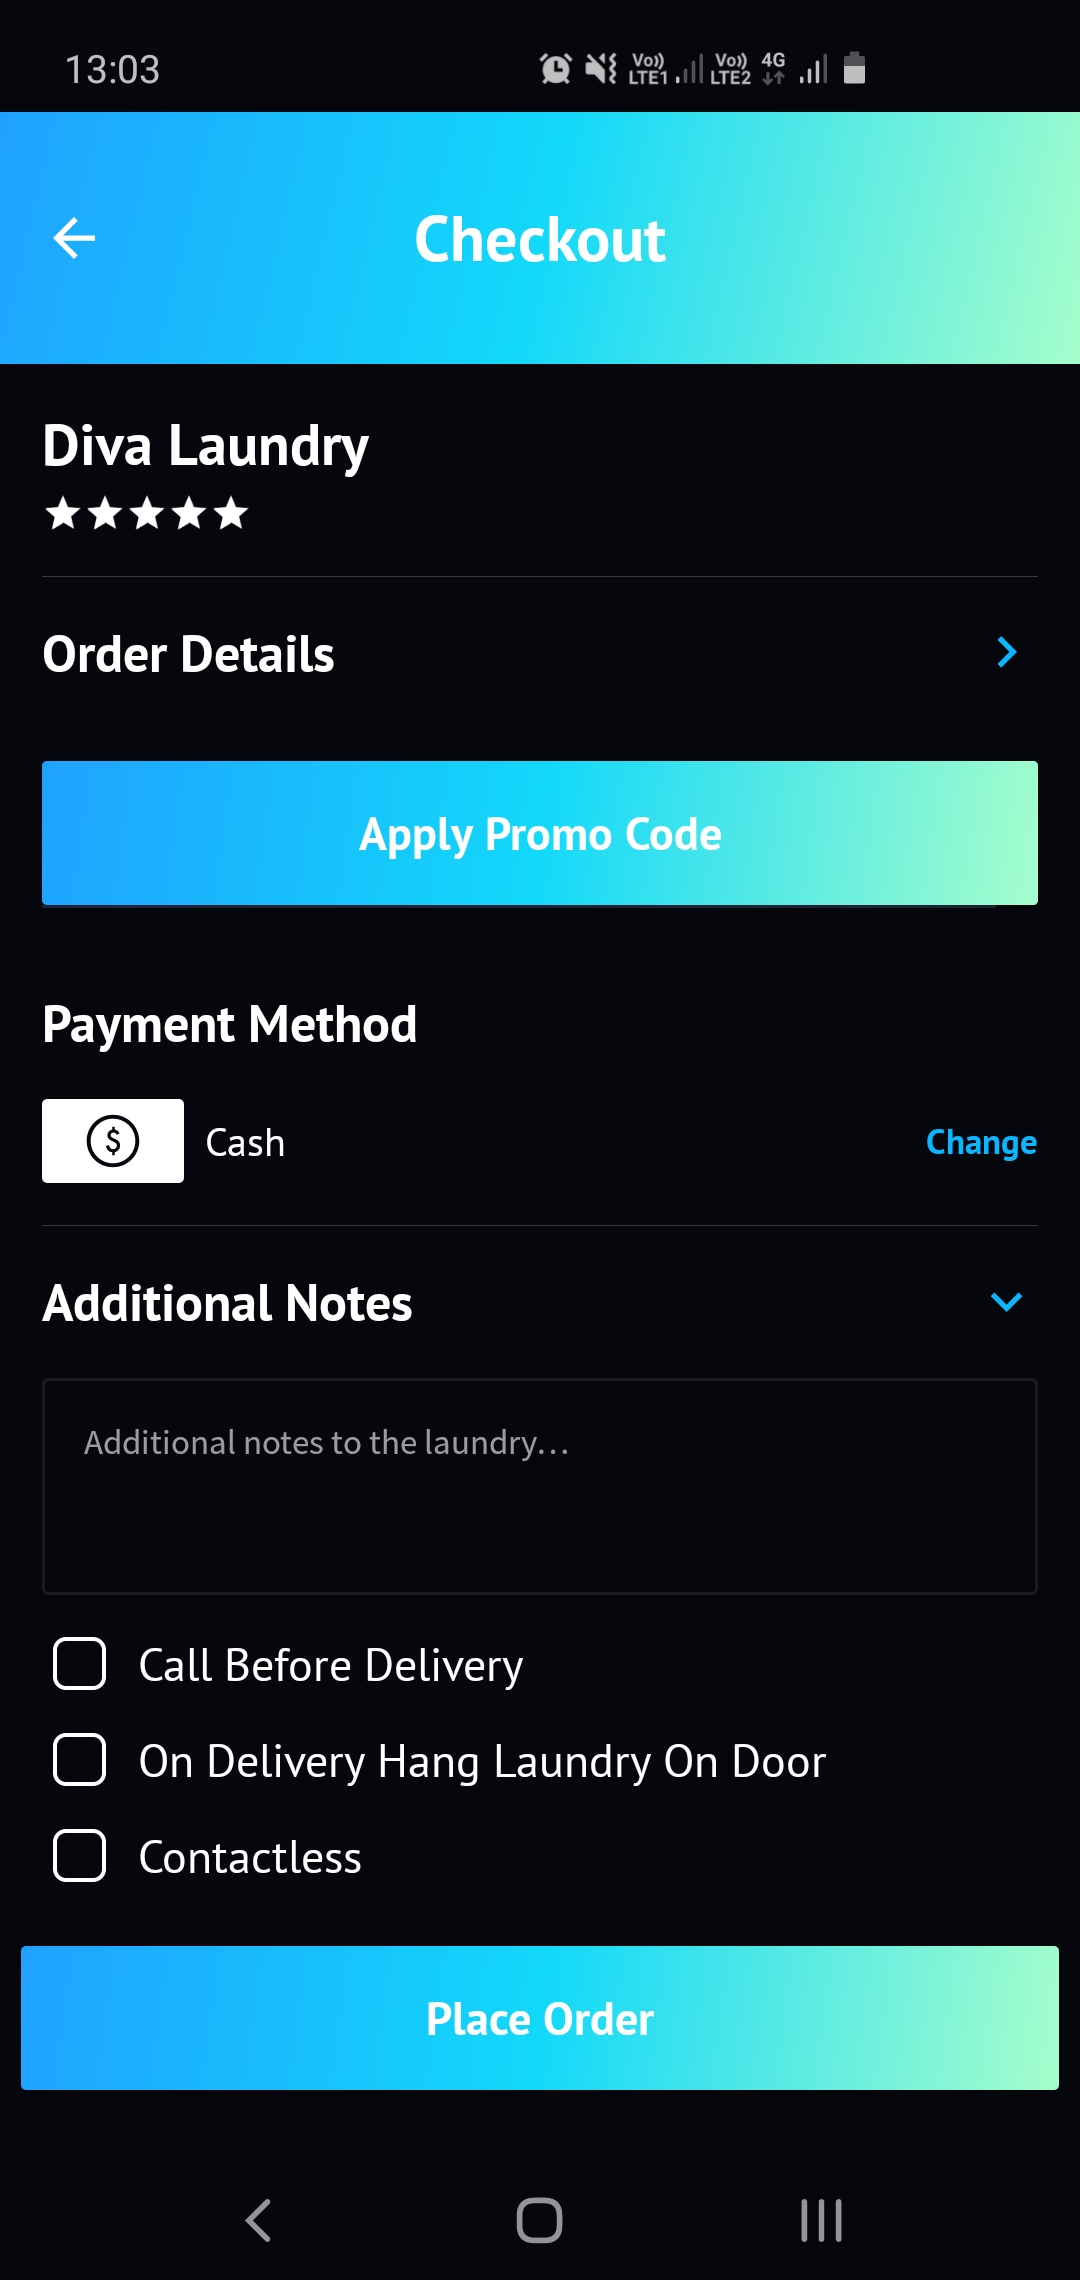 13:03
Vo)) LTE1 Vo)) LTE2 4G
Checkout
Diva Laundry
Order Details
Apply Promo Code
Payment Method
$ Cash Change
Additional Notes
Additional notes to the laundry...
Call Before Delivery
On Delivery Hang Laundry On Door
Contactless
Place Order